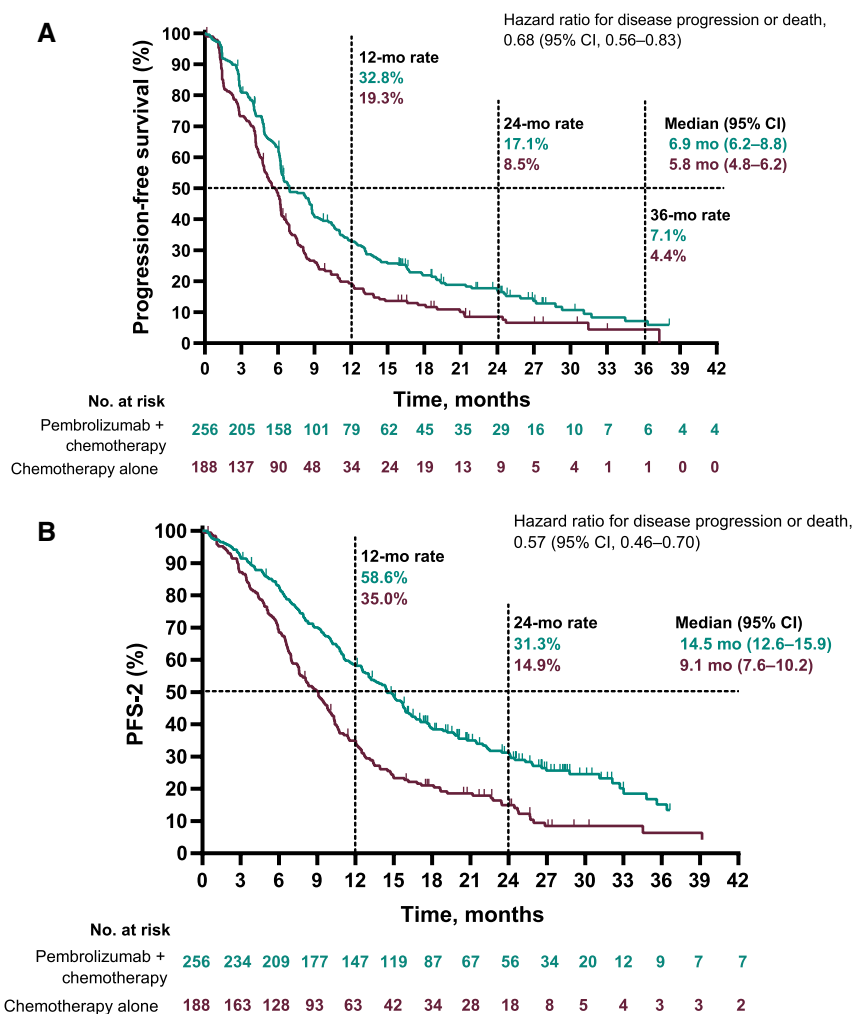 A
Hazard ratio for disease progression or death,
0.68 (95% CI, 0.56–0.83)
Progression-free survival (%)
100
90
80
70
60
50
40
30
20
10
0
12-mo rate
32.8%
19.3%
24-mo rate
17.1%
8.5%
Median (95% CI)
6.9 mo (6.2–8.8)
5.8 mo (4.8–6.2)
36-mo rate
7.1%
4.4%
0 3 6 9 12 15 18 21 24 27 30 33 36 39 42
Time, months
No. at risk
Pembrolizumab +
chemotherapy
256 205 158 101 79 62 45 35 29 16 10 7 6 4 4
Chemotherapy alone
188 137 90 48 34 24 19 13 9 5 4 1 1 0 0
B
Hazard ratio for disease progression or death,
0.57 (95% CI, 0.46–0.70)
PFS-2 (%)
100
90
80
70
60
50
40
30
20
10
0
12-mo rate
58.6%
35.0%
24-mo rate
31.3%
14.9%
Median (95% CI)
14.5 mo (12.6–15.9)
9.1 mo (7.6–10.2)
0 3 6 9 12 15 18 21 24 27 30 33 36 39 42
Time, months
No. at risk
Pembrolizumab +
chemotherapy
256 234 209 177 147 119 87 67 56 34 20 12 9 7 7
Chemotherapy alone
188 163 128 93 63 42 34 28 18 8 5 4 3 3 2